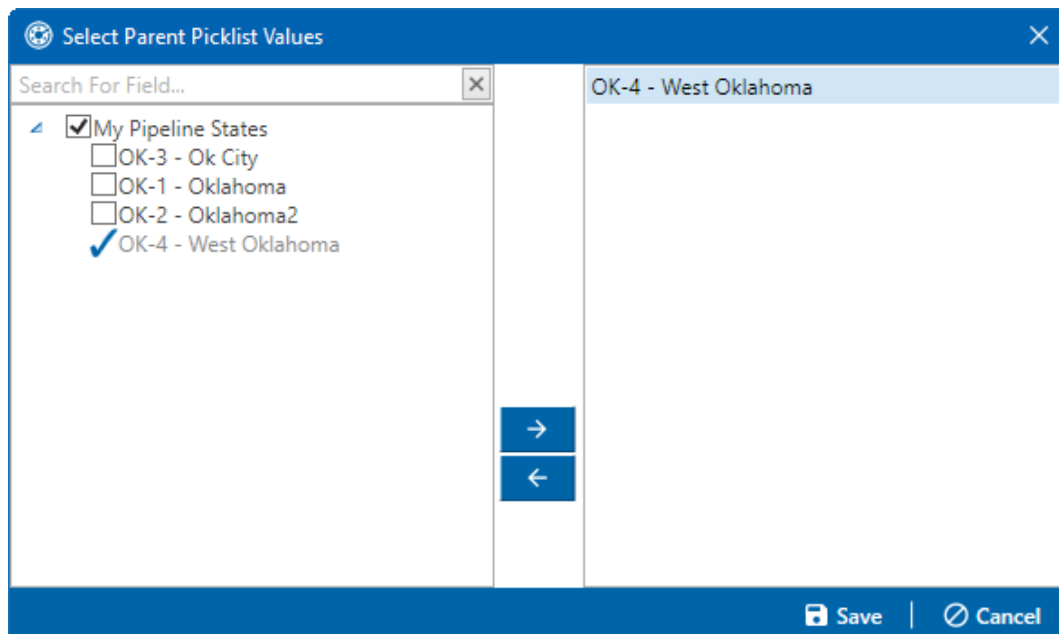 Select Parent Picklist Values
Search For Field...
My Pipeline States
OK-3 - Ok City
OK-1 - Oklahoma
OK-2 - Oklahoma2
OK-4 - West Oklahoma
OK-4 - West Oklahoma
Save
Cancel